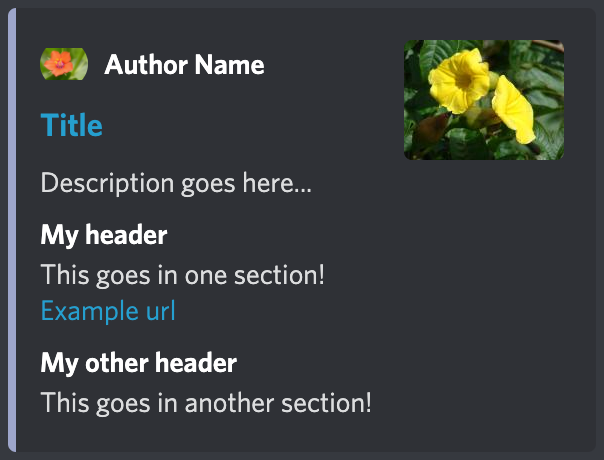 Author Name
Title
Description goes here...
My header
This goes in one section!
Example url
My other header
This goes in another section!